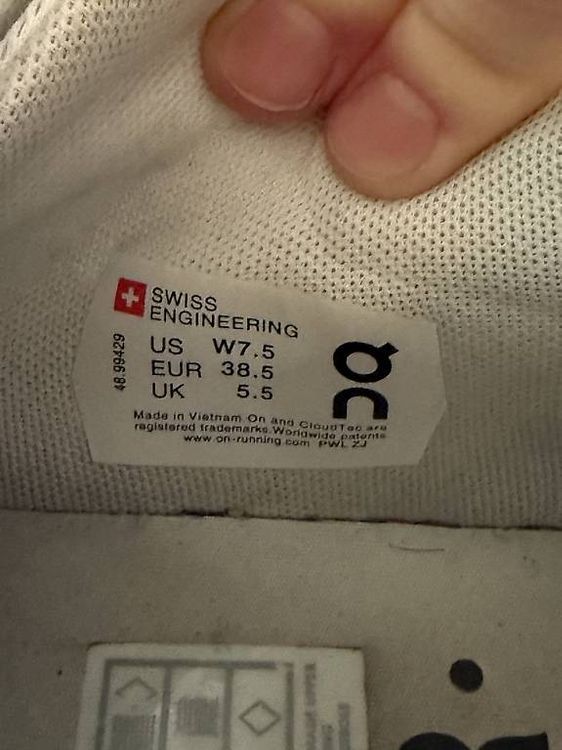 SWISS
ENGINEERING
US W7.5
EUR 38.5
UK 5.5
48.99429
Made in Vietnam On and CloudTec are
registered trademarks. Worldwide patents
www.on-running.com PWL ZJ